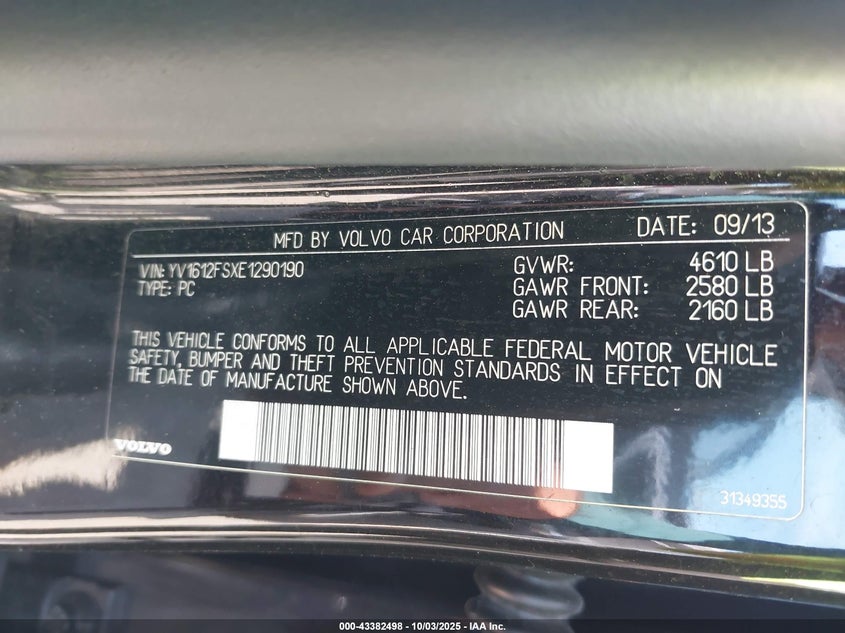 MFD BY VOLVO CAR CORPORATION DATE: 09/13
VIN: YV1612FSXE1290190 GVWR: 4610 LB
TYPE: PC GAWR FRONT: 2580 LB
GAWR REAR: 2160 LB
THIS VEHICLE CONFORMS TO ALL APPLICABLE FEDERAL MOTOR VEHICLE
SAFETY, BUMPER AND THEFT PREVENTION STANDARDS IN EFFECT ON
THE DATE OF MANUFACTURE SHOWN ABOVE.
VOLVO
31349355
000-43382498 - 10/03/2025 - IAA Inc.